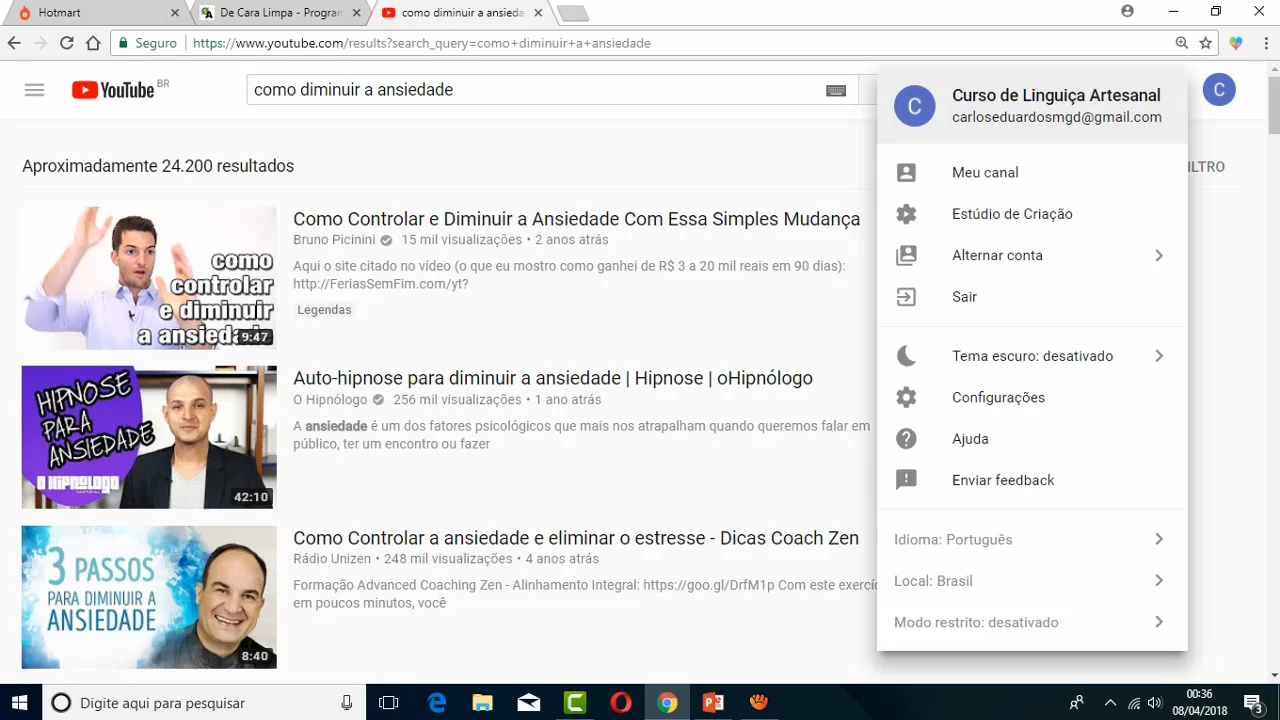 Hotmart
De Cara Limpa - Program
como diminuir a ansieda
Seguro
https://www.youtube.com/results?search_query=como+diminuir+a+ansiedade
YouTube BR
como diminuir a ansiedade
C
Aproximadamente 24.200 resultados
ILTRO
como
controlar
e diminuir
a ansiedad
9:47
Como Controlar e Diminuir a Ansiedade Com Essa Simples Mudança
Bruno Picinini 15 mil visualizações • 2 anos atrás
Aqui o site citado no vídeo (o que eu mostro como ganhei de R$ 3 a 20 mil reais em 90 dias):
http://FeriasSemFim.com/yt?
Legendas
HIPNOSE
PARA
ANSIEDADE
O HIPNÓLOGO
42:10
Auto-hipnose para diminuir a ansiedade | Hipnose | oHipnólogo
O Hipnólogo 256 mil visualizações • 1 ano atrás
A ansiedade é um dos fatores psicológicos que mais nos atrapalham quando queremos falar em
público, ter um encontro ou fazer
3 PASSOS
PARA DIMINUIR A
ANSIEDADE
8:40
Como Controlar a ansiedade e eliminar o estresse - Dicas Coach Zen
Rádio Unizen • 248 mil visualizações • 4 anos atrás
Formação Advanced Coaching Zen - Alinhamento Integral: https://goo.gl/DrfM1p Com este exercíc
em poucos minutos, você
C
Curso de Linguiça Artesanal
carloseduardosmgd@gmail.com
Meu canal
Estúdio de Criação
Alternar conta
Sair
Tema escuro: desativado
Configurações
Ajuda
Enviar feedback
Idioma: Português
Local: Brasil
Modo restrito: desativado
Digite aqui para pesquisar
00:36
08/04/2018
3